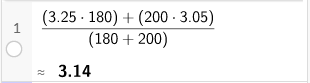 1
(3.25 · 180) + (200 · 3.05)
(180 + 200)
≈ 3.14